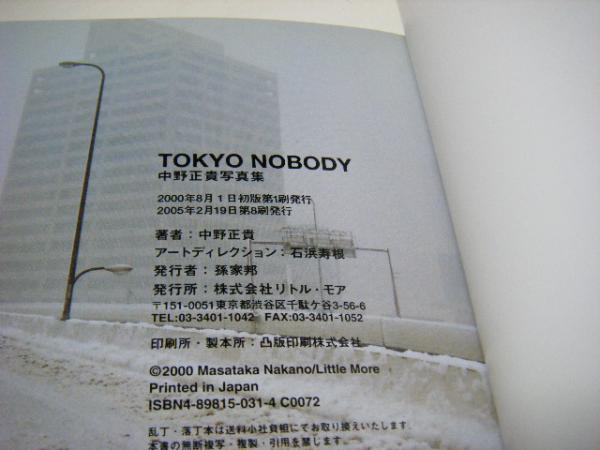 TOKYO NOBODY
中野正貴写真集
2000年8月1日初版第1刷発行
2005年2月19日第8刷発行
著者：中野正貴
アートディレクション：石浜寿根
発行者：孫家邦
発行所：株式会社リトル・モア
〒151-0051東京都渋谷区千駄ケ谷3-56-6
TEL:03-3401-1042 FAX:03-3401-1052
印刷所・製本所：凸版印刷株式会社
©2000 Masataka Nakano/Little More
Printed in Japan
ISBN4-89815-031-4 C0072
乱丁・落丁本は送料小社負担にてお取り換えいたします。
本書の無断複写・複製・引用を禁じます。